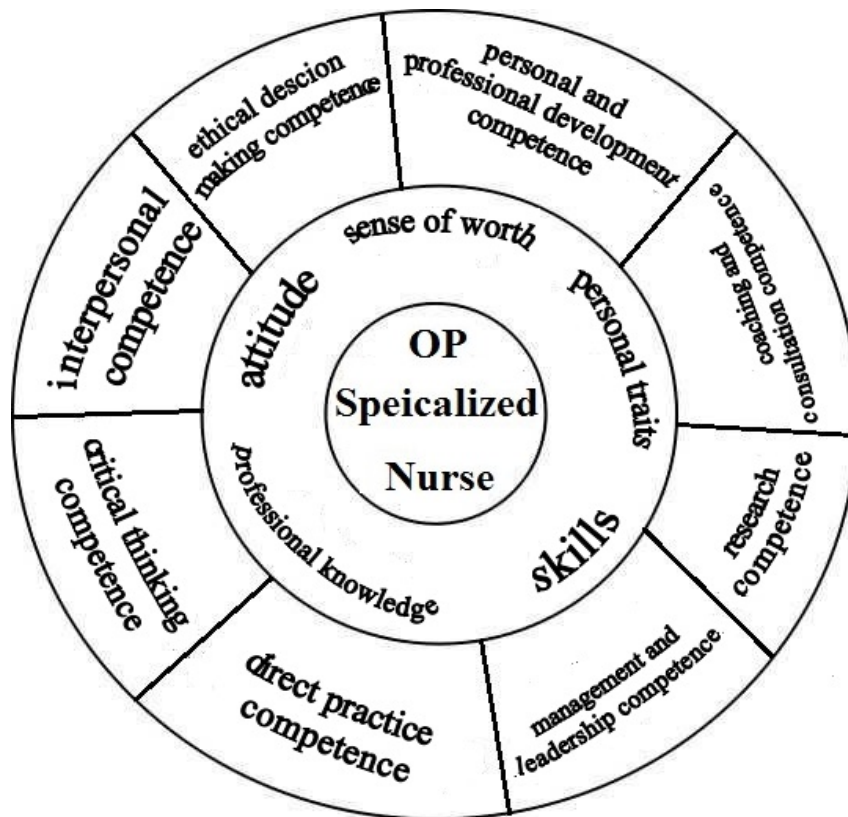 OP
Speicalized
Nurse
sense of worth
personal traits
skills
professional knowledge
attitude
personal and
professional development
competence
coaching and
consultation competence
research
competence
management and
leadership competence
direct practice
competence
critical thinking
competence
interpersonal
competence
ethical descion
making competence